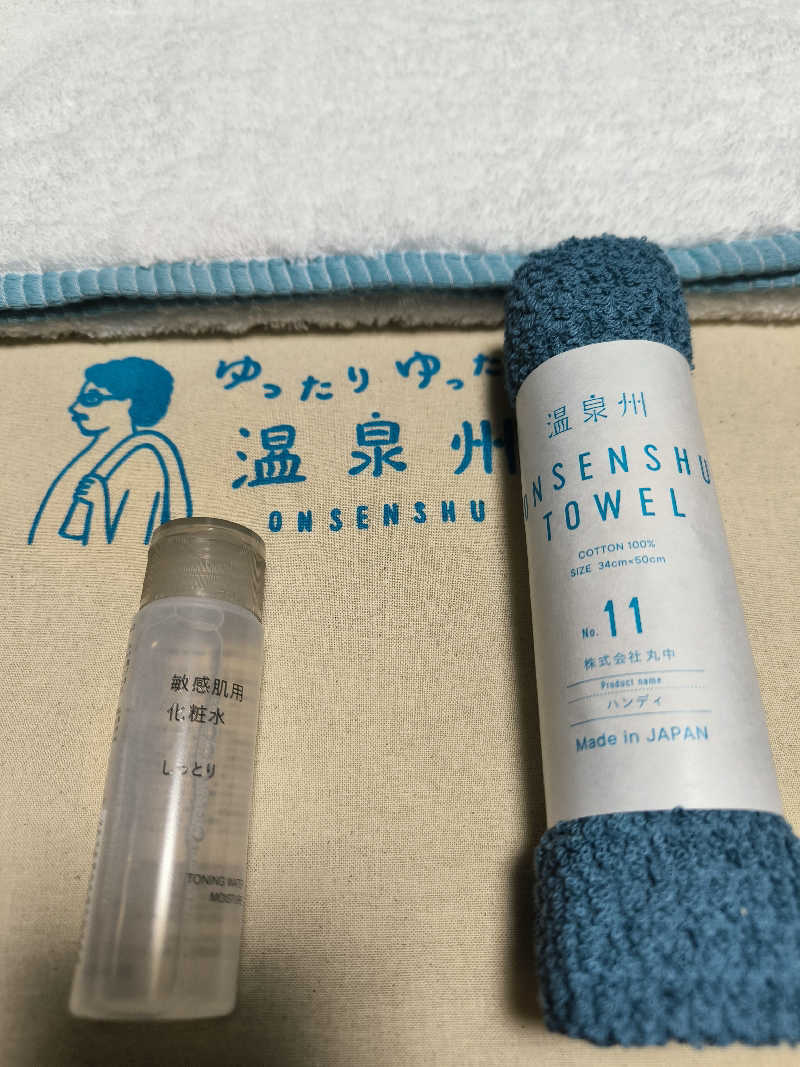 ゆったり ゆった
温泉州
ONSENSHU
温泉州
ONSENSHU
TOWEL
COTTON 100%
SIZE 34cm×50cm
No. 11
株式会社丸中
Product name
ハンディ
Made in JAPAN
敏感肌用
化粧水
しっとり
TONING WATE
MOISTURE